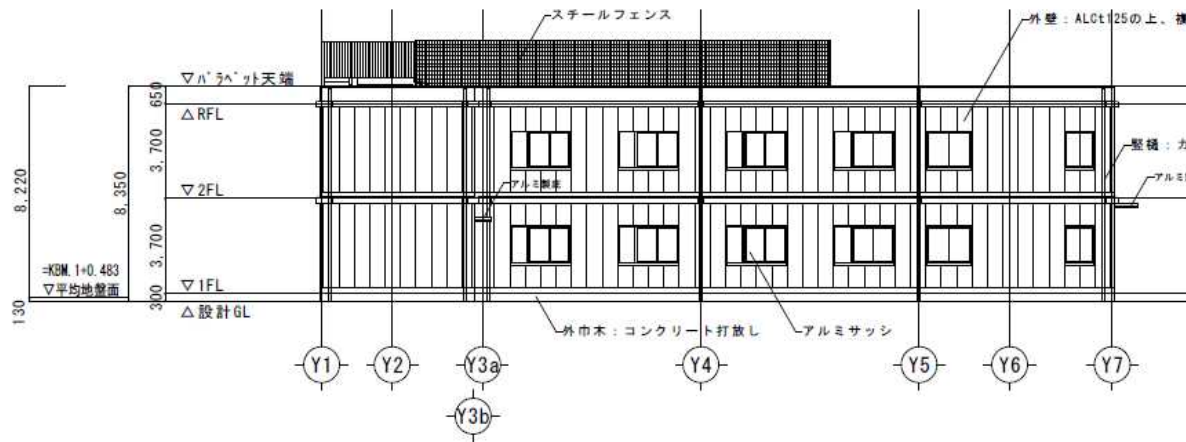 スチールフェンス
外壁：ALCt125の上、
▽パラペット天端
650
△RFL
3,700
竪樋：カ
8,220
8,350
▽2FL
アルミ製庇
アルミ
3,700
=KBM.1+0.483
▽平均地盤面
▽1FL
300
130
△設計GL
外巾木：コンクリート打放し
アルミサッシ
Y1
Y2
Y3a
Y4
Y5
Y6
Y7
Y3b